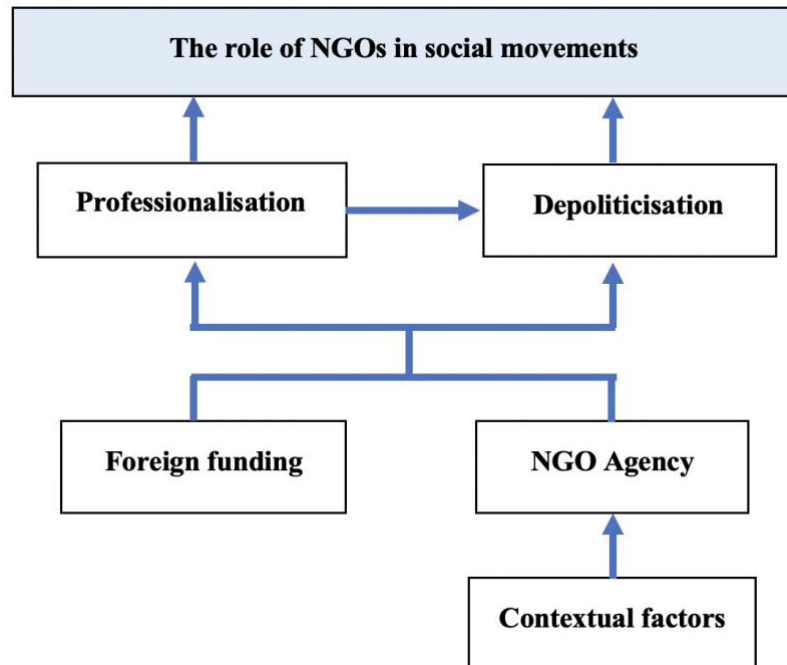 The role of NGOs in social movements
Professionalisation
Depoliticisation
Foreign funding
NGO Agency
Contextual factors